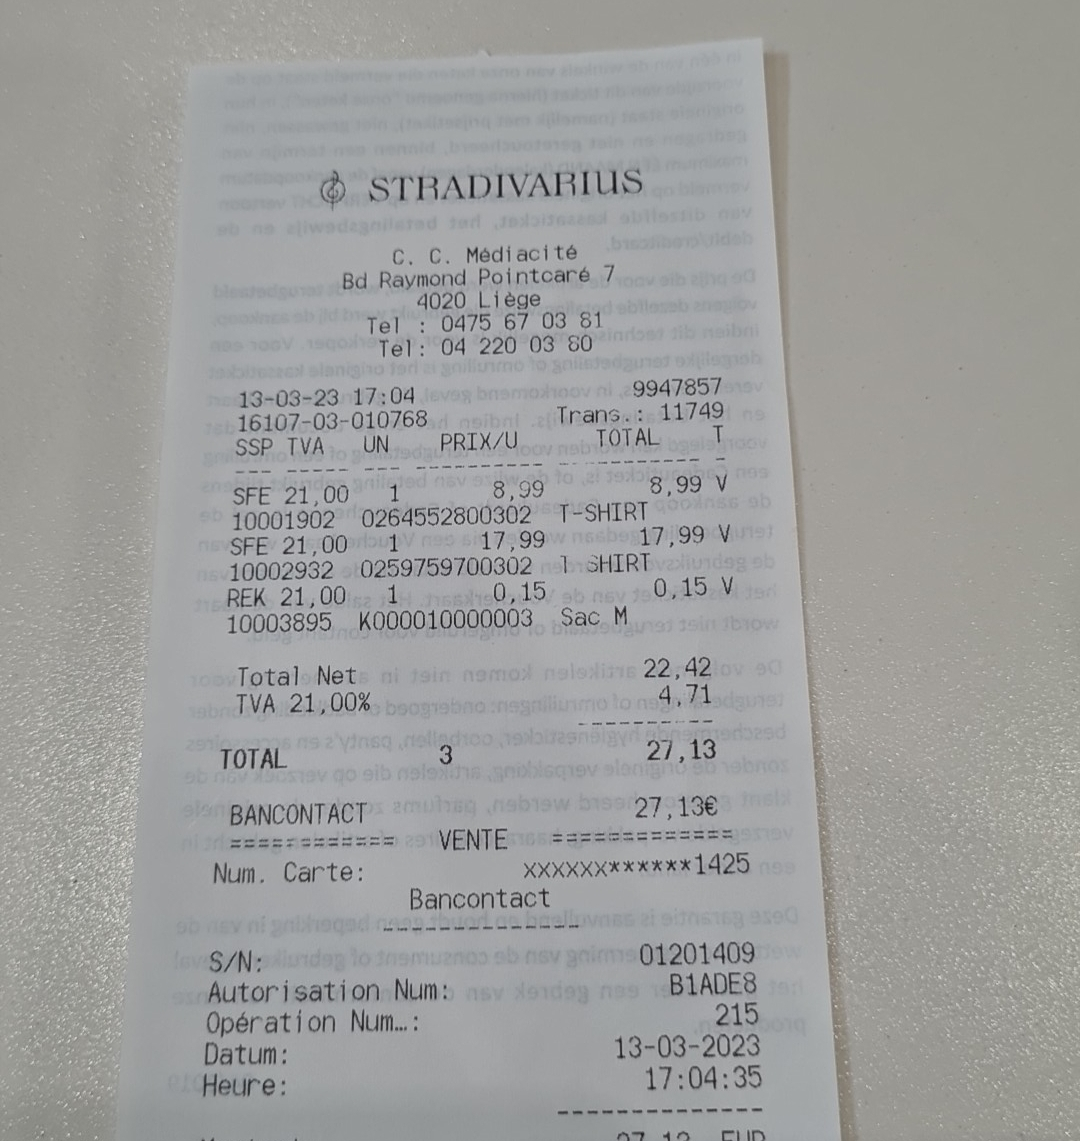 STRADIVARIUS
C. C. Médiacité
Bd Raymond Pointcaré 7
4020 Liège
Tel : 0475 67 03 81
Tel: 04 220 03 80
13-03-23 17:04 9947857
16107-03-010768 Trans.: 11749
SSP TVA UN PRIX/U TOTAL T
SFE 21,00 1 8,99 8,99 V
10001902 0264552800302 T-SHIRT
SFE 21,00 1 17,99 17,99 V
10002932 0259759700302 T SHIRT
REK 21,00 1 0,15 0,15 V
10003895 K000010000003 Sac M
Total Net 22,42
TVA 21,00% 4,71
TOTAL 3 27,13
BANCONTACT 27,13€
============ VENTE =============
Num. Carte: xxxxxx******1425
Bancontact
S/N: 01201409
Autorisation Num: B1ADE8
Opération Num…: 215
Datum: 13-03-2023
Heure: 17:04:35
--------------
27,13 EUR